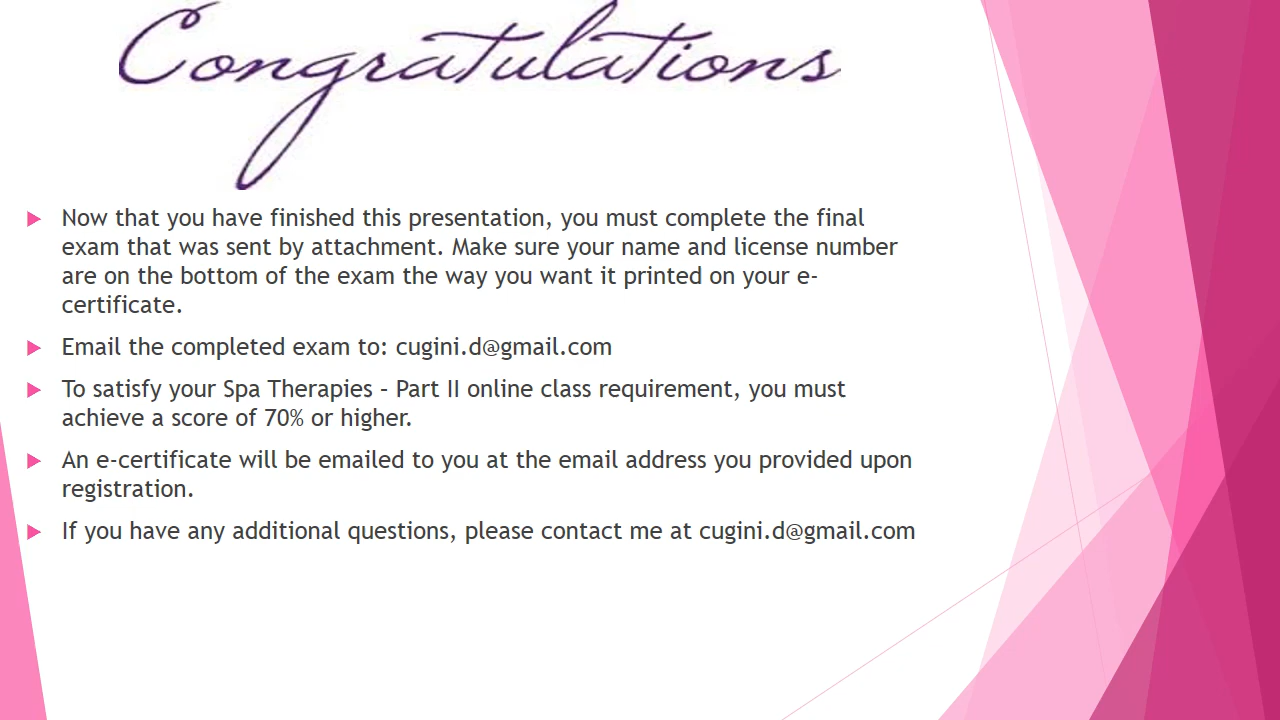 Congratulations
Now that you have finished this presentation, you must complete the final
exam that was sent by attachment. Make sure your name and license number
are on the bottom of the exam the way you want it printed on your e-
certificate.
Email the completed exam to: cugini.d@gmail.com
To satisfy your Spa Therapies – Part II online class requirement, you must
achieve a score of 70% or higher.
An e-certificate will be emailed to you at the email address you provided upon
registration.
If you have any additional questions, please contact me at cugini.d@gmail.com